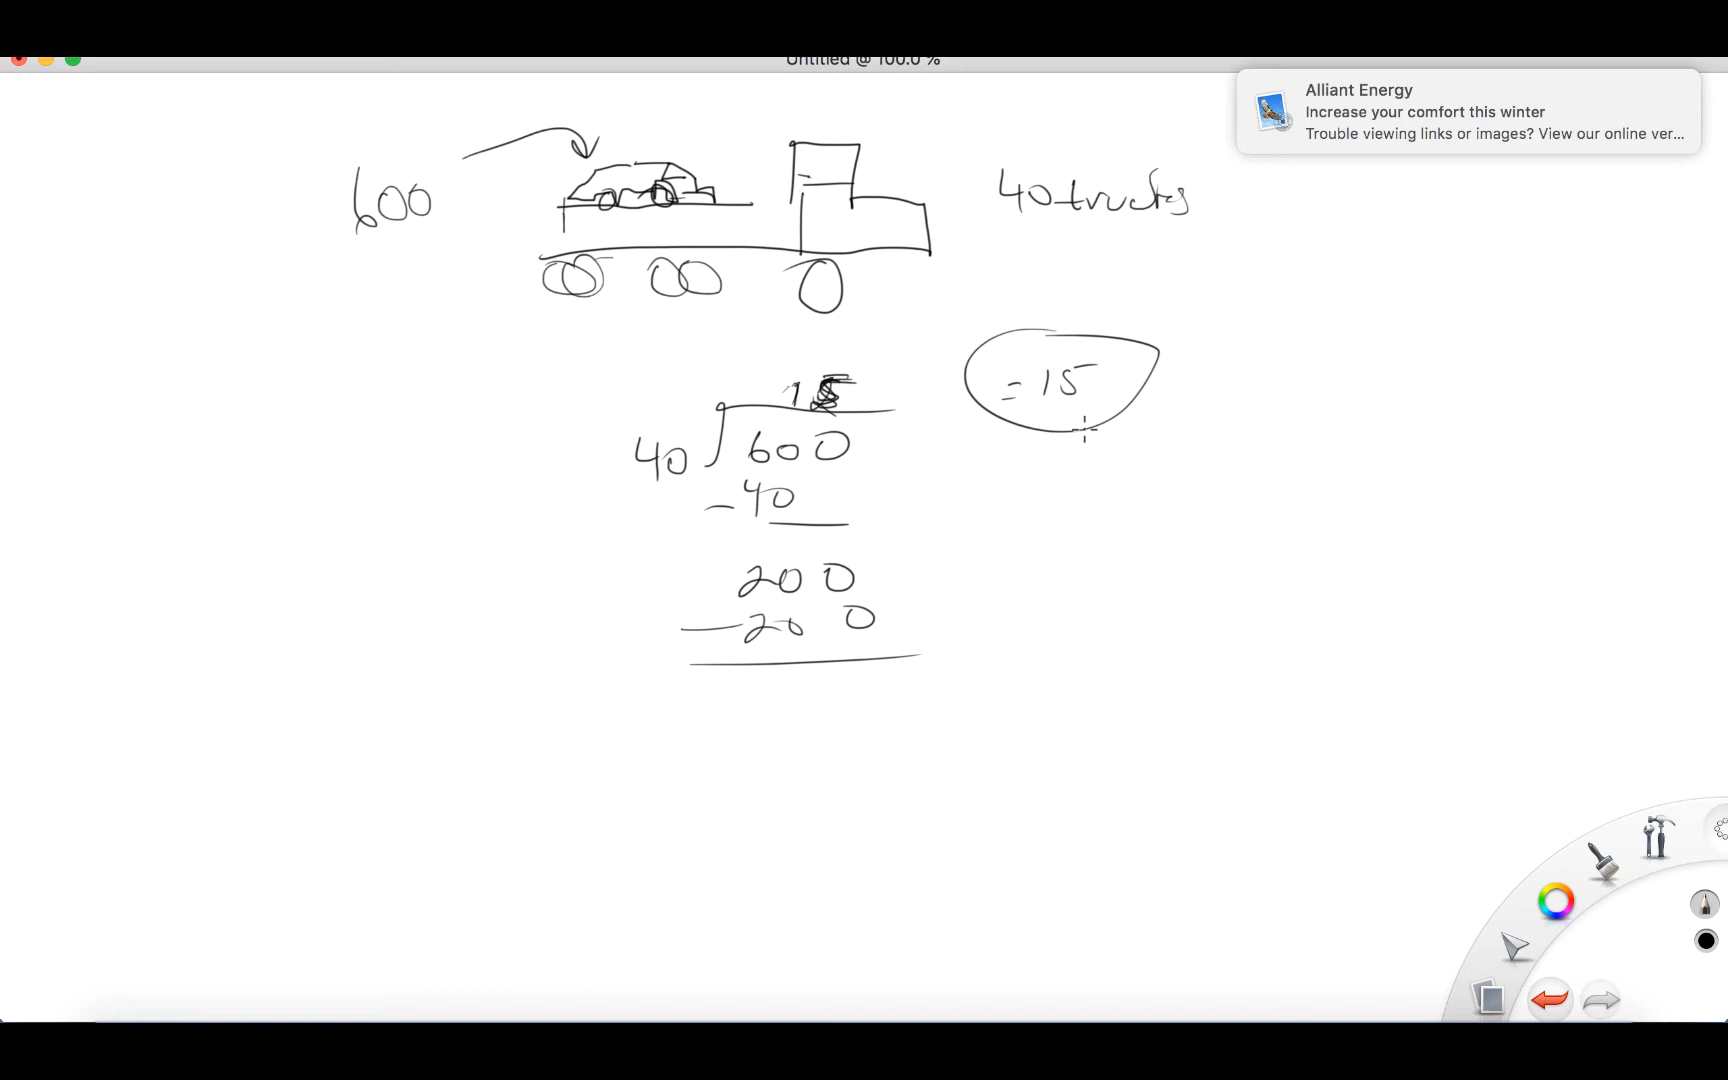 Untitled @ 100.0 %
Alliant Energy
Increase your comfort this winter
Trouble viewing links or images? View our online ver...
600
40 trucks
= 15
15
40 600
- 40
200
- 200